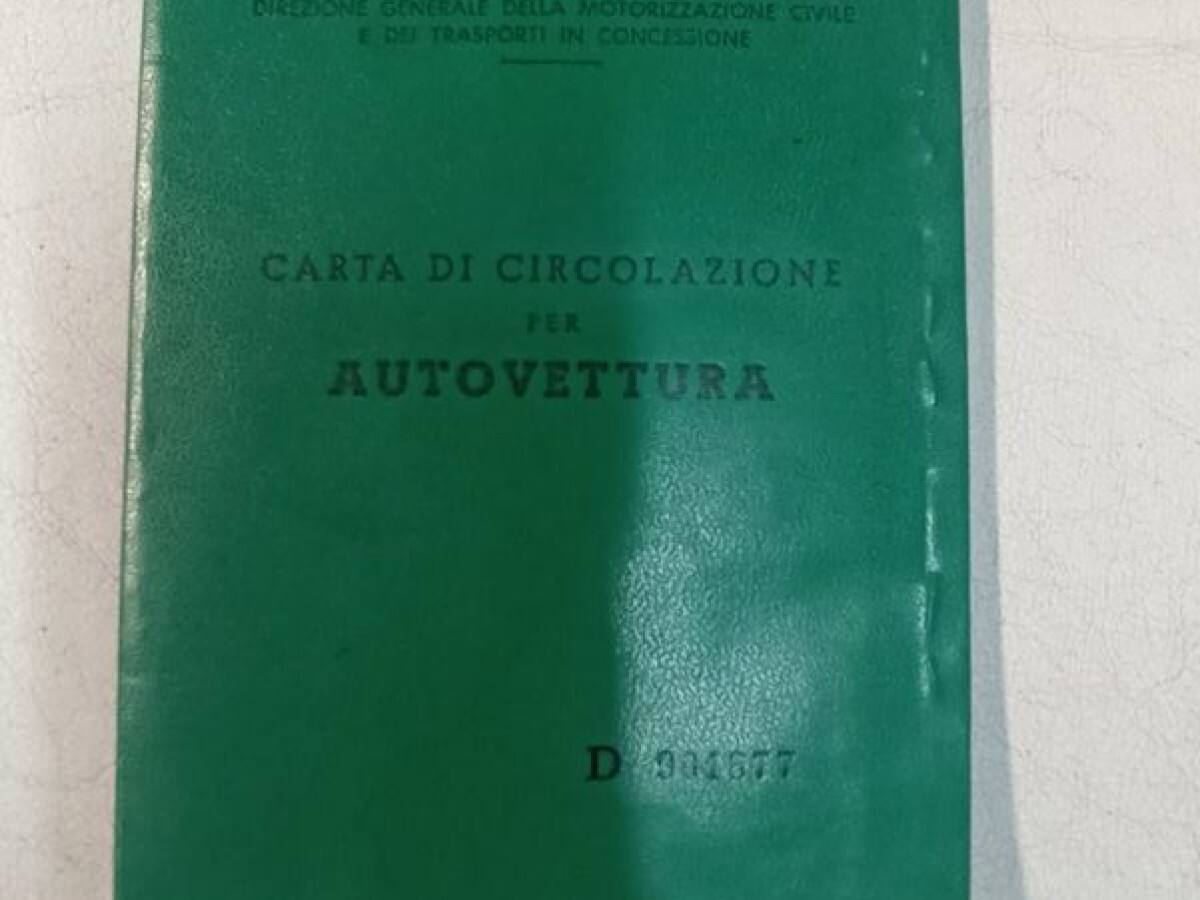 DIREZIONE GENERALE DELLA MOTORIZZAZIONE CIVILE
E DEI TRASPORTI IN CONCESSIONE
CARTA DI CIRCOLAZIONE
PER
AUTOVETTURA
D